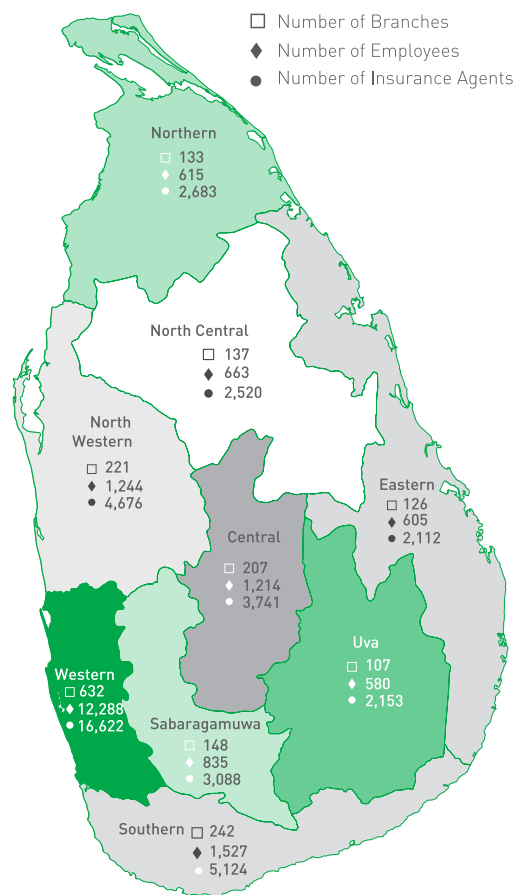 Number of Branches
Number of Employees
Number of Insurance Agents
Northern
133
615
2,683
North Central
137
663
2,520
North
Western
221
1,244
4,676
Eastern
126
605
2,112
Central
207
1,214
3,741
Uva
107
580
2,153
Western
632
12,288
16,622
Sabaragamuwa
148
835
3,088
Southern 242
1,527
5,124